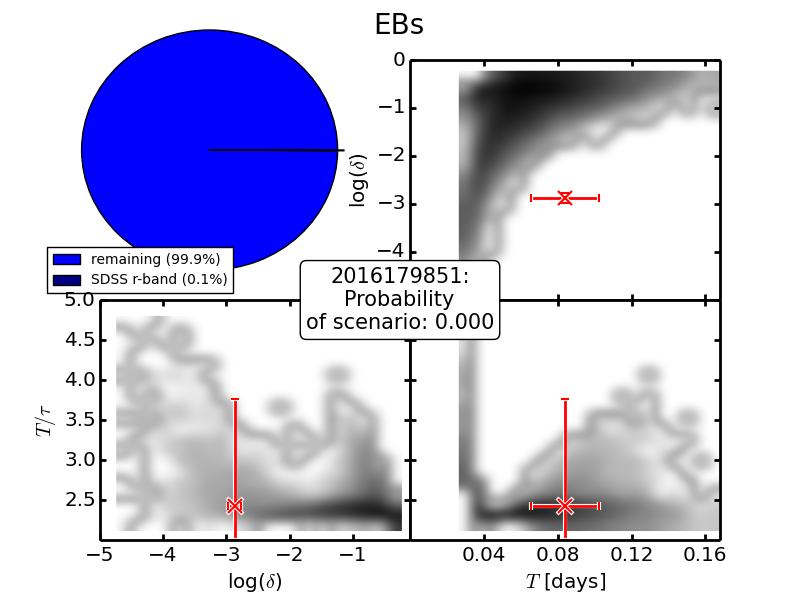 EBs
0
−1
−2
−3
−4
log(δ)
remaining (99.9%)
SDSS r-band (0.1%)
2016179851:
Probability
of scenario: 0.000
5.0
4.5
4.0
3.5
3.0
2.5
T/τ
−5 −4 −3 −2 −1
log(δ)
0.04 0.08 0.12 0.16
T [days]